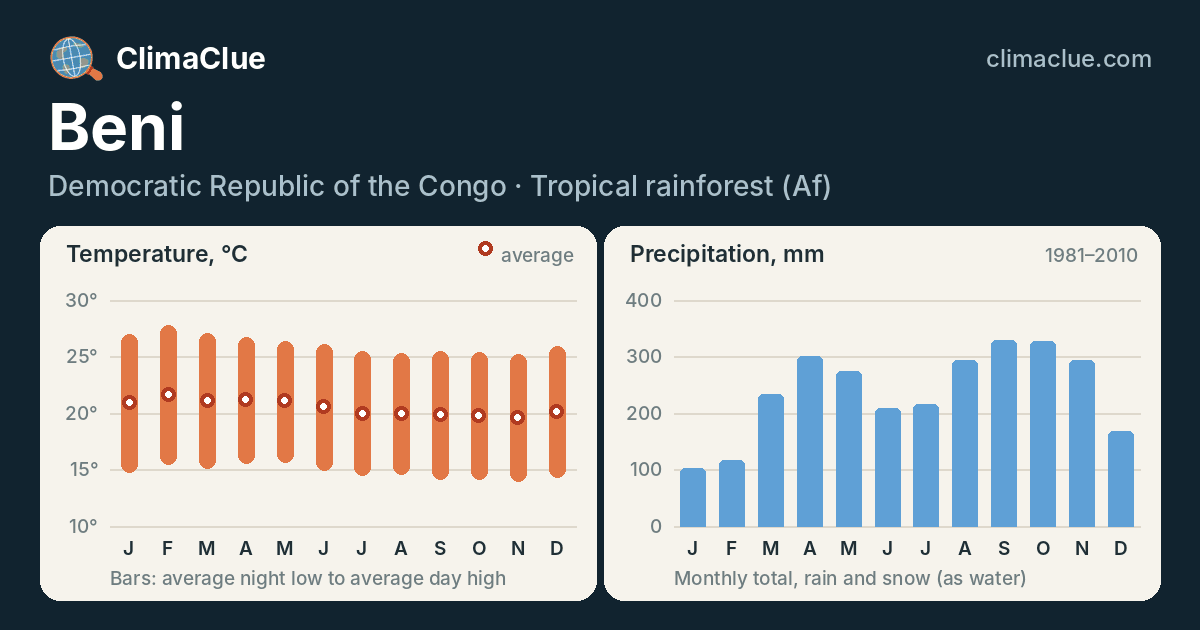 ClimaClue
climaclue.com
Beni
Democratic Republic of the Congo · Tropical rainforest (Af)
Temperature, °C
average
30°
25°
20°
15°
10°
J F M A M J J A S O N D
Bars: average night low to average day high
Precipitation, mm
1981–2010
400
300
200
100
0
J F M A M J J A S O N D
Monthly total, rain and snow (as water)